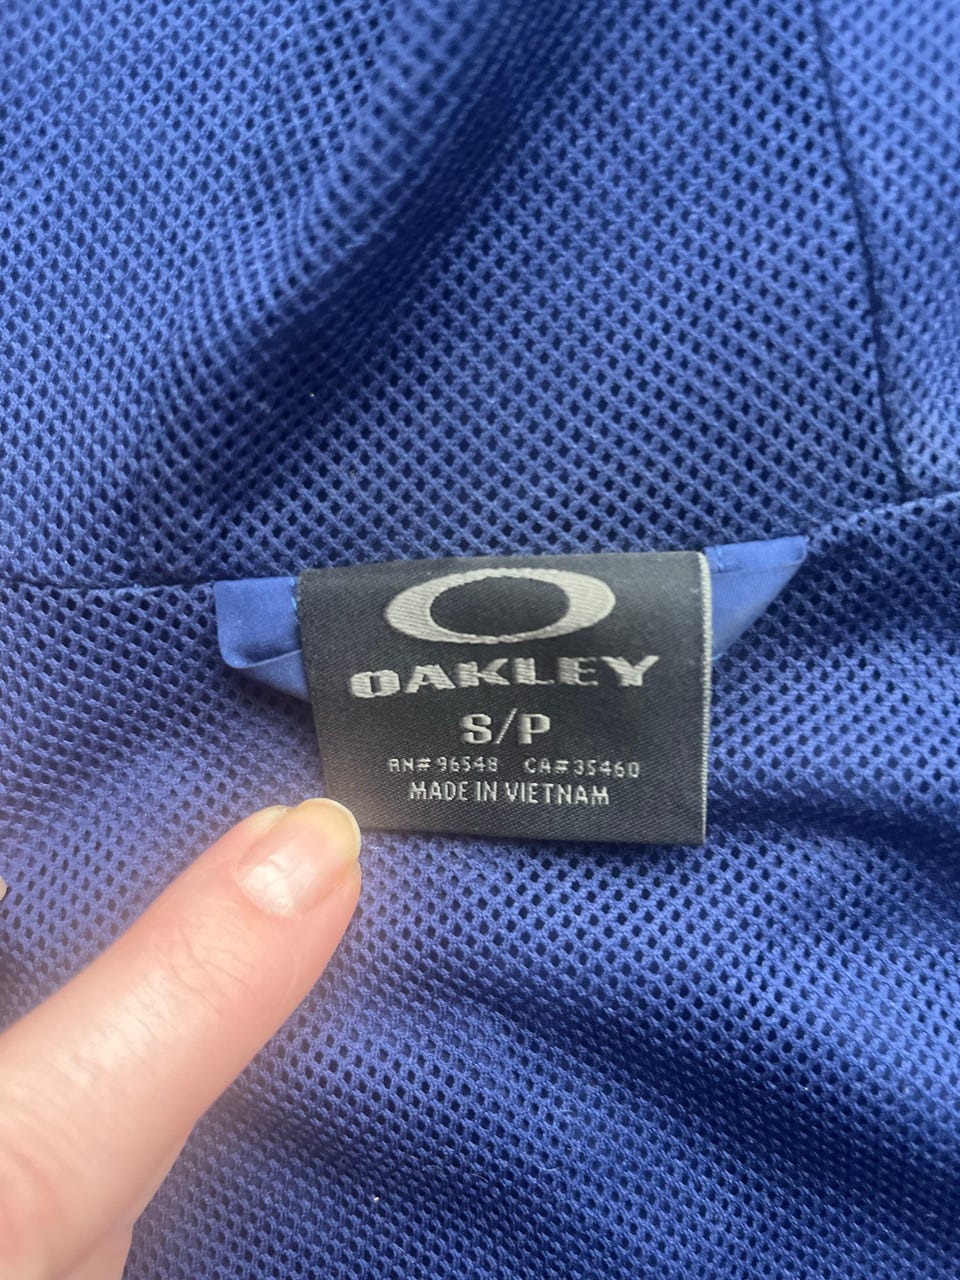 OAKLEY
S/P
RN# 96548 CA# 35460
MADE IN VIETNAM